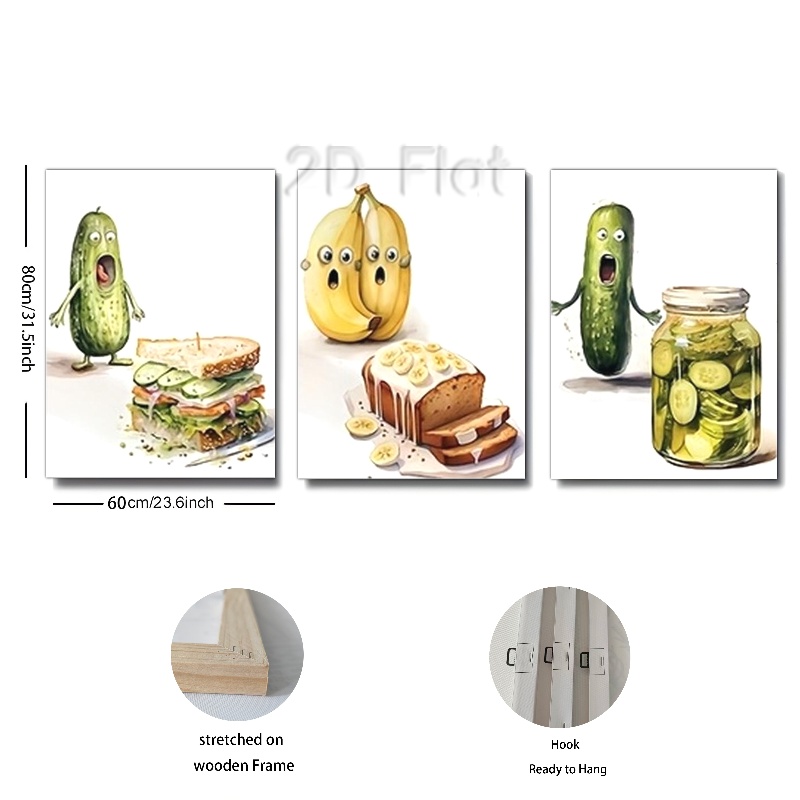 2D Flat
80cm/31.5inch
60cm/23.6inch
stretched on
wooden Frame
Hook
Ready to Hang